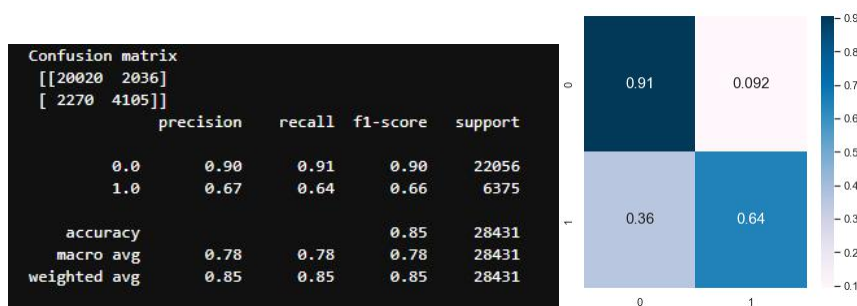 Confusion matrix
[[20020 2036]
[ 2270 4105]]
precision recall f1-score support
0.0 0.90 0.91 0.90 22056
1.0 0.67 0.64 0.66 6375
accuracy 0.85 28431
macro avg 0.78 0.78 0.78 28431
weighted avg 0.85 0.85 0.85 28431
0 0.91 0.092
1 0.36 0.64
0 1
0.9
0.8
0.7
0.6
0.5
0.4
0.3
0.2
0.1